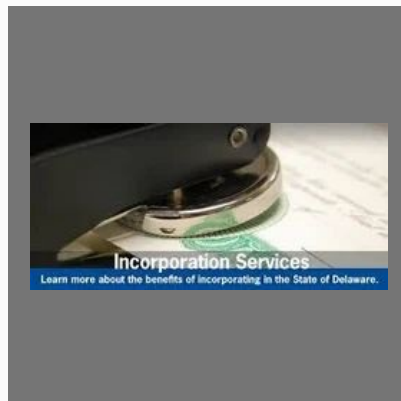 Incorporation Services
Learn more about the benefits of incorporating in the State of Delaware.